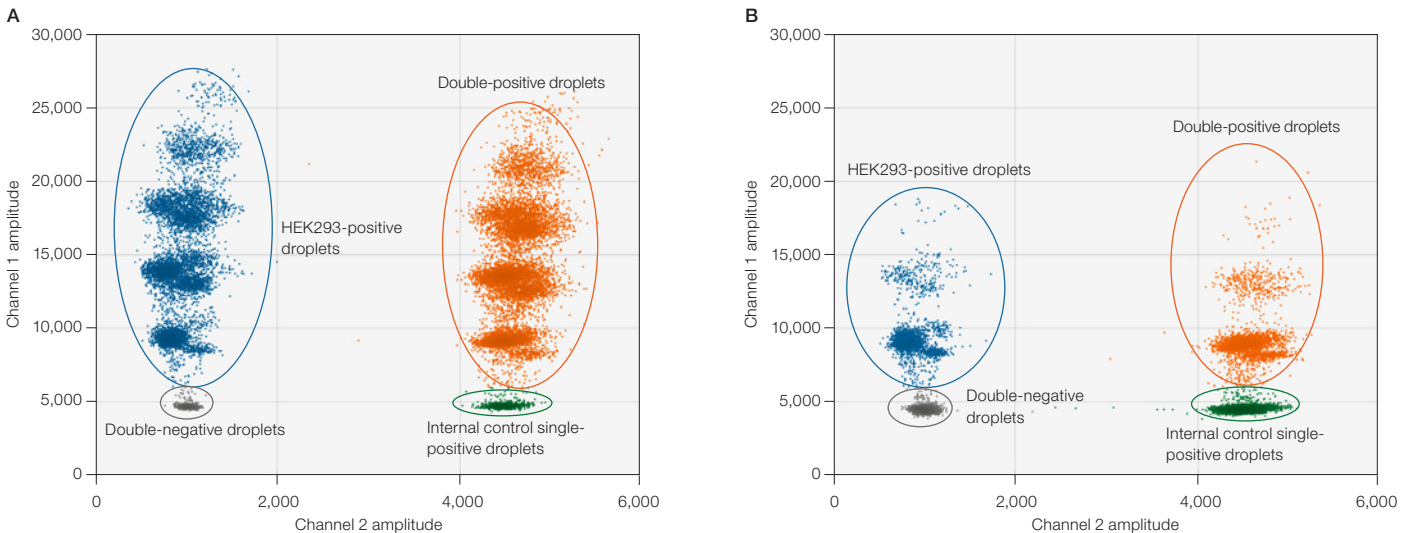 A
30,000
25,000
20,000
15,000
10,000
5,000
0
Channel 1 amplitude
0
2,000
4,000
6,000
Channel 2 amplitude
HEK293-positive
droplets
Double-positive droplets
Double-negative droplets
Internal control single-
positive droplets
B
30,000
25,000
20,000
15,000
10,000
5,000
0
Channel 1 amplitude
0
2,000
4,000
6,000
Channel 2 amplitude
HEK293-positive droplets
Double-positive droplets
Double-negative
droplets
Internal control single-
positive droplets